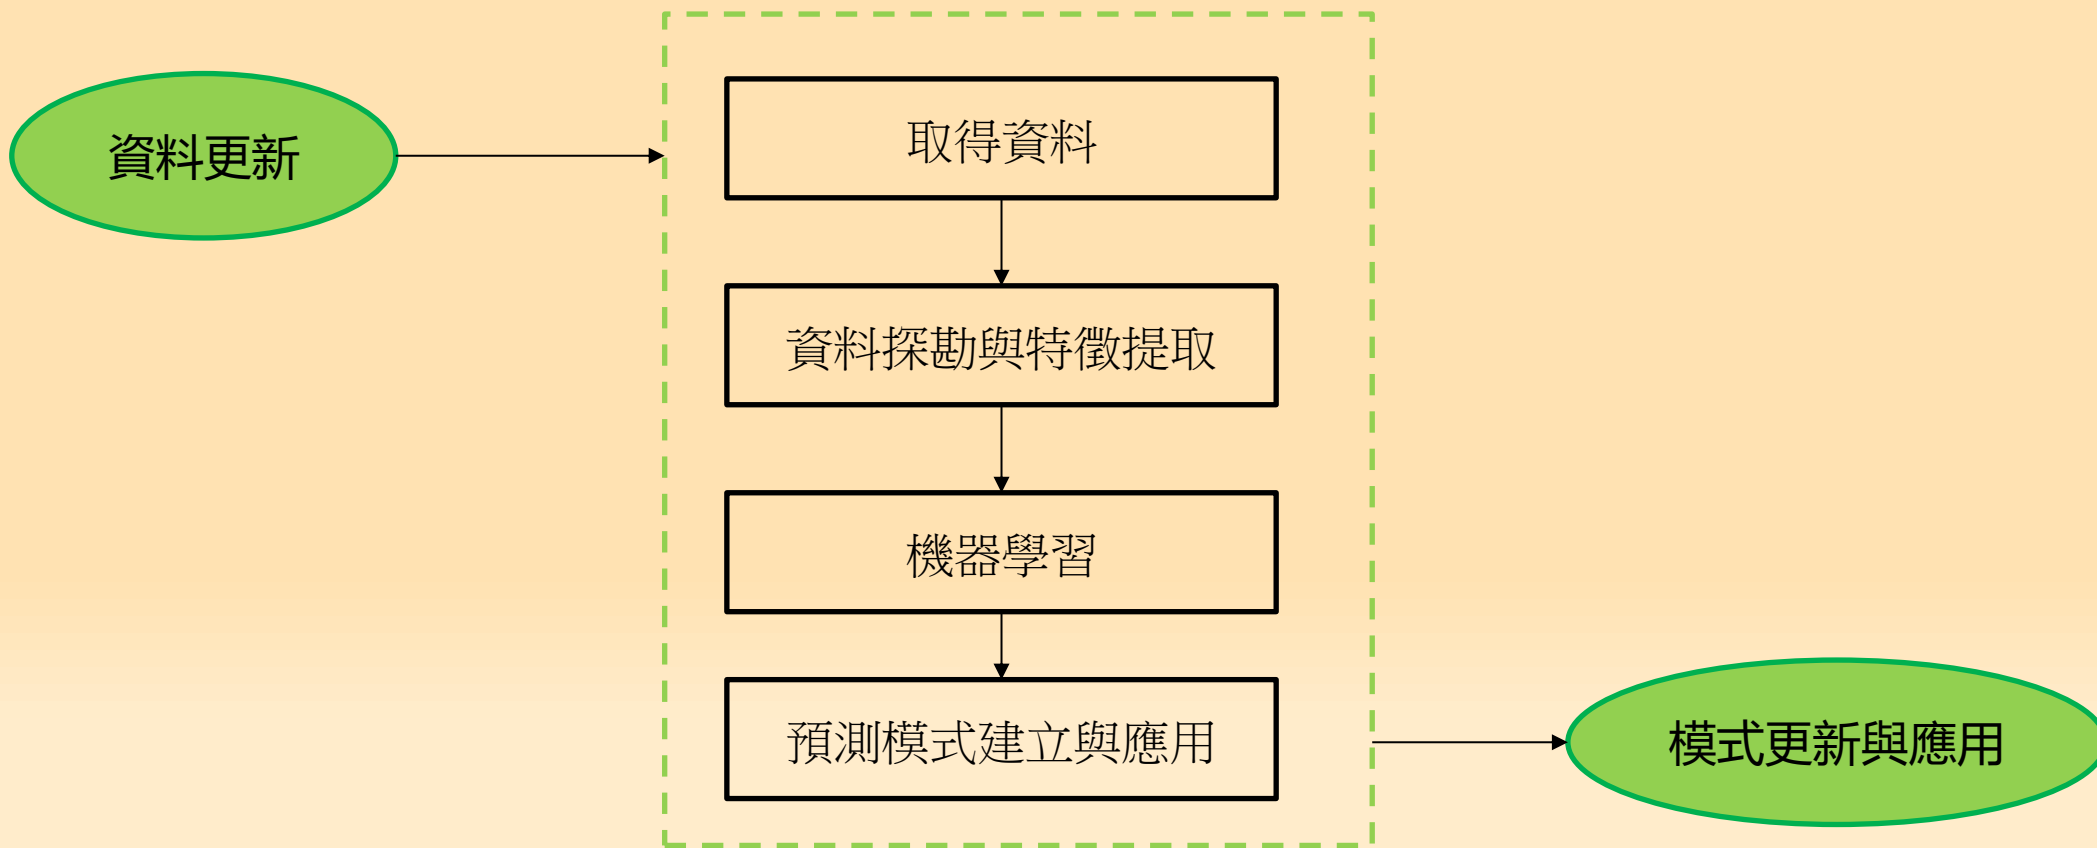 資料更新
取得資料
資料探勘與特徵提取
機器學習
預測模式建立與應用
模式更新與應用